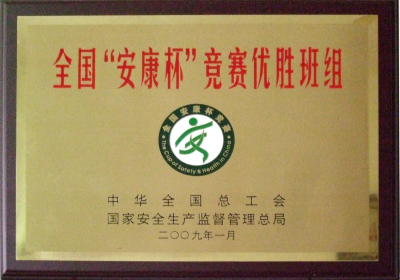 全国“安康杯”竞赛优胜班组
全国安康杯竞赛
The Cup of Safety & Health in China
中华全国总工会
国家安全生产监督管理总局
二〇〇九年一月